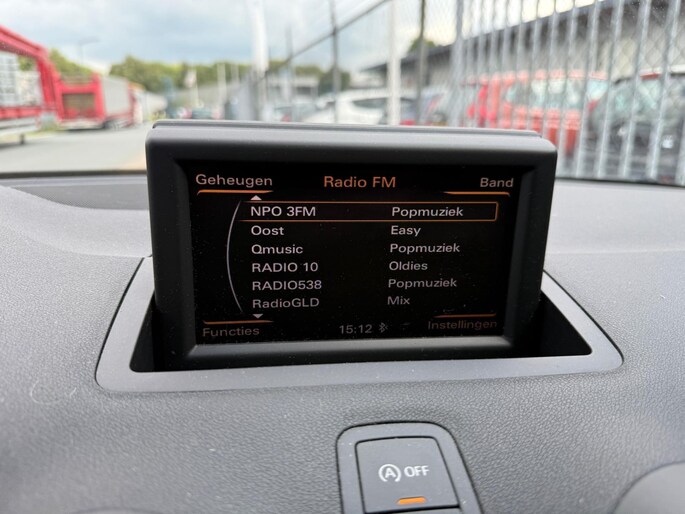 Geheugen Radio FM Band
NPO 3FM Popmuziek
Oost Easy
Qmusic Popmuziek
RADIO 10 Oldies
RADIO538 Popmuziek
RadioGLD Mix
Functies 15:12 Instellingen
A OFF